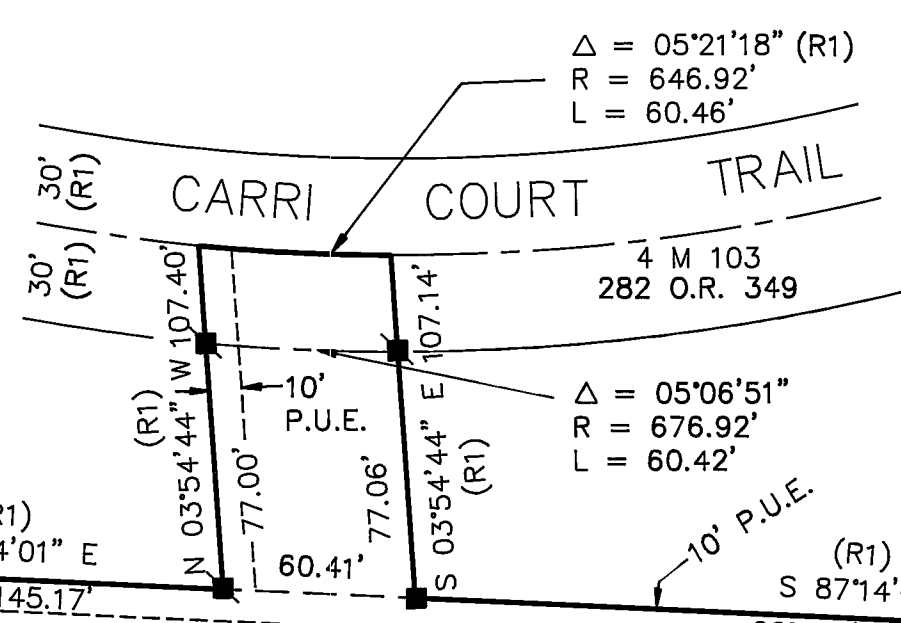 Δ = 05°21'18" (R1)
R = 646.92'
L = 60.46'
30'
(R1)
CARRI COURT TRAIL
30'
(R1)
4 M 103
282 O.R. 349
N 03°54'44" W 107.40'
(R1)
S 03°54'44" E 107.14'
(R1)
10'
P.U.E.
Δ = 05°06'51"
R = 676.92'
L = 60.42'
77.00'
77.06'
60.41'
10' P.U.E.
R1)
4'01" E
145.17'
(R1)
S 87°14'